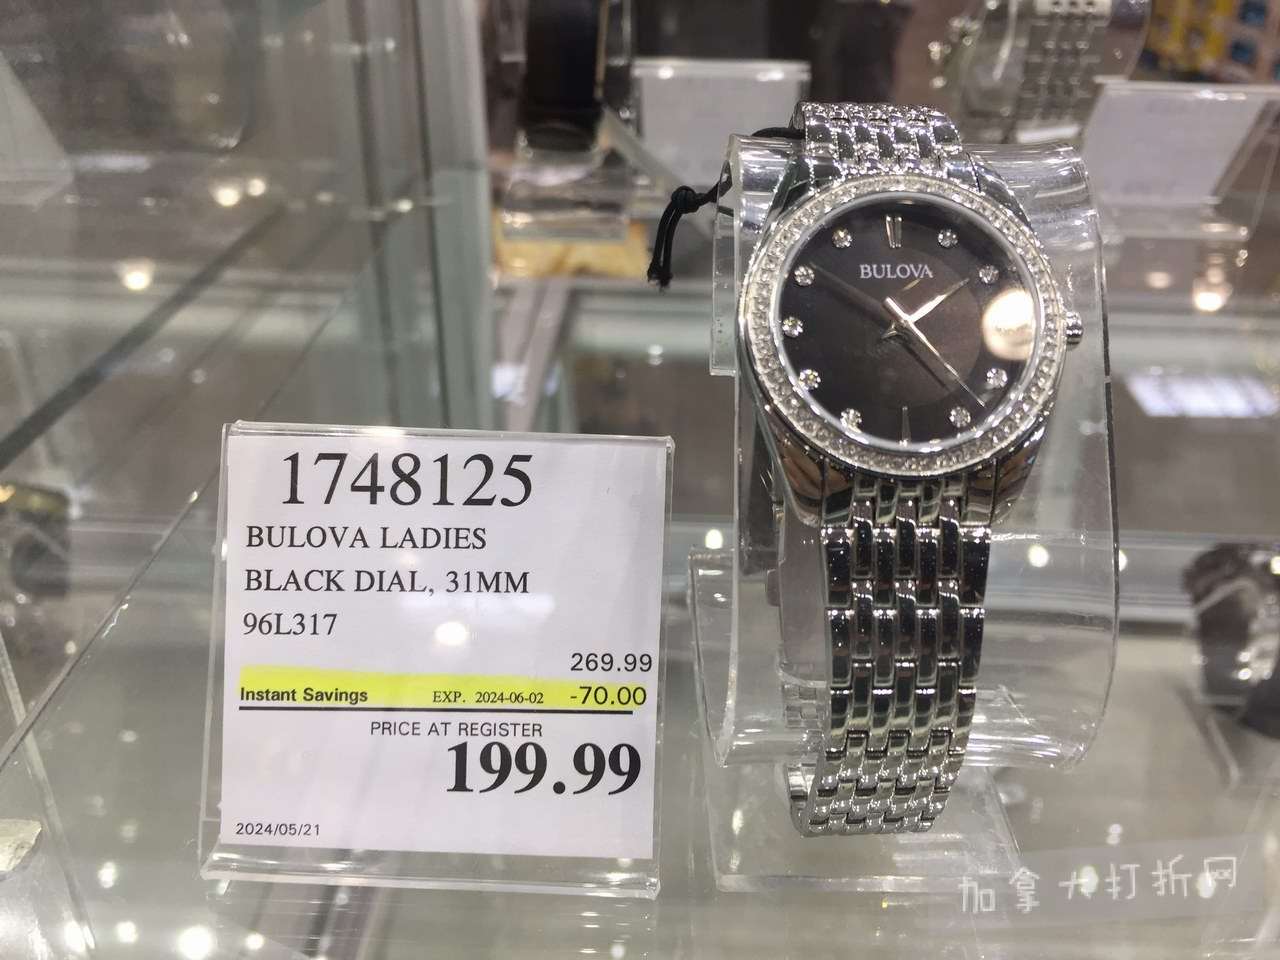 BULOVA
1748125
BULOVA LADIES
BLACK DIAL, 31MM
96L317
269.99
Instant Savings EXP. 2024-06-02 -70.00
PRICE AT REGISTER
199.99
2024/05/21
加拿大打折网